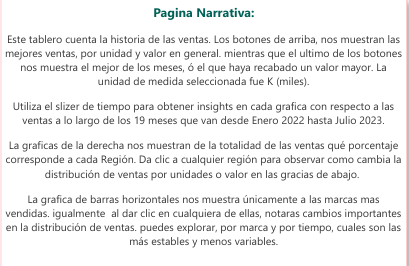 Pagina Narrativa:
Este tablero cuenta la historia de las ventas. Los botones de arriba, nos muestran las
mejores ventas, por unidad y valor en general. mientras que el ultimo de los botones
nos muestra el mejor de los meses, ó el que haya recabado un valor mayor. La
unidad de medida seleccionada fue K (miles).
Utiliza el slizer de tiempo para obtener insights en cada grafica con respecto a las
ventas a lo largo de los 19 meses que van desde Enero 2022 hasta Julio 2023.
La graficas de la derecha nos muestran de la totalidad de las ventas qué porcentaje
corresponde a cada Región. Da clic a cualquier región para observar como cambia la
distribución de ventas por unidades o valor en las gracias de abajo.
La grafica de barras horizontales nos muestra únicamente a las marcas mas
vendidas. igualmente al dar clic en cualquiera de ellas, notaras cambios importantes
en la distribución de ventas. puedes explorar, por marca y por tiempo, cuales son las
más estables y menos variables.